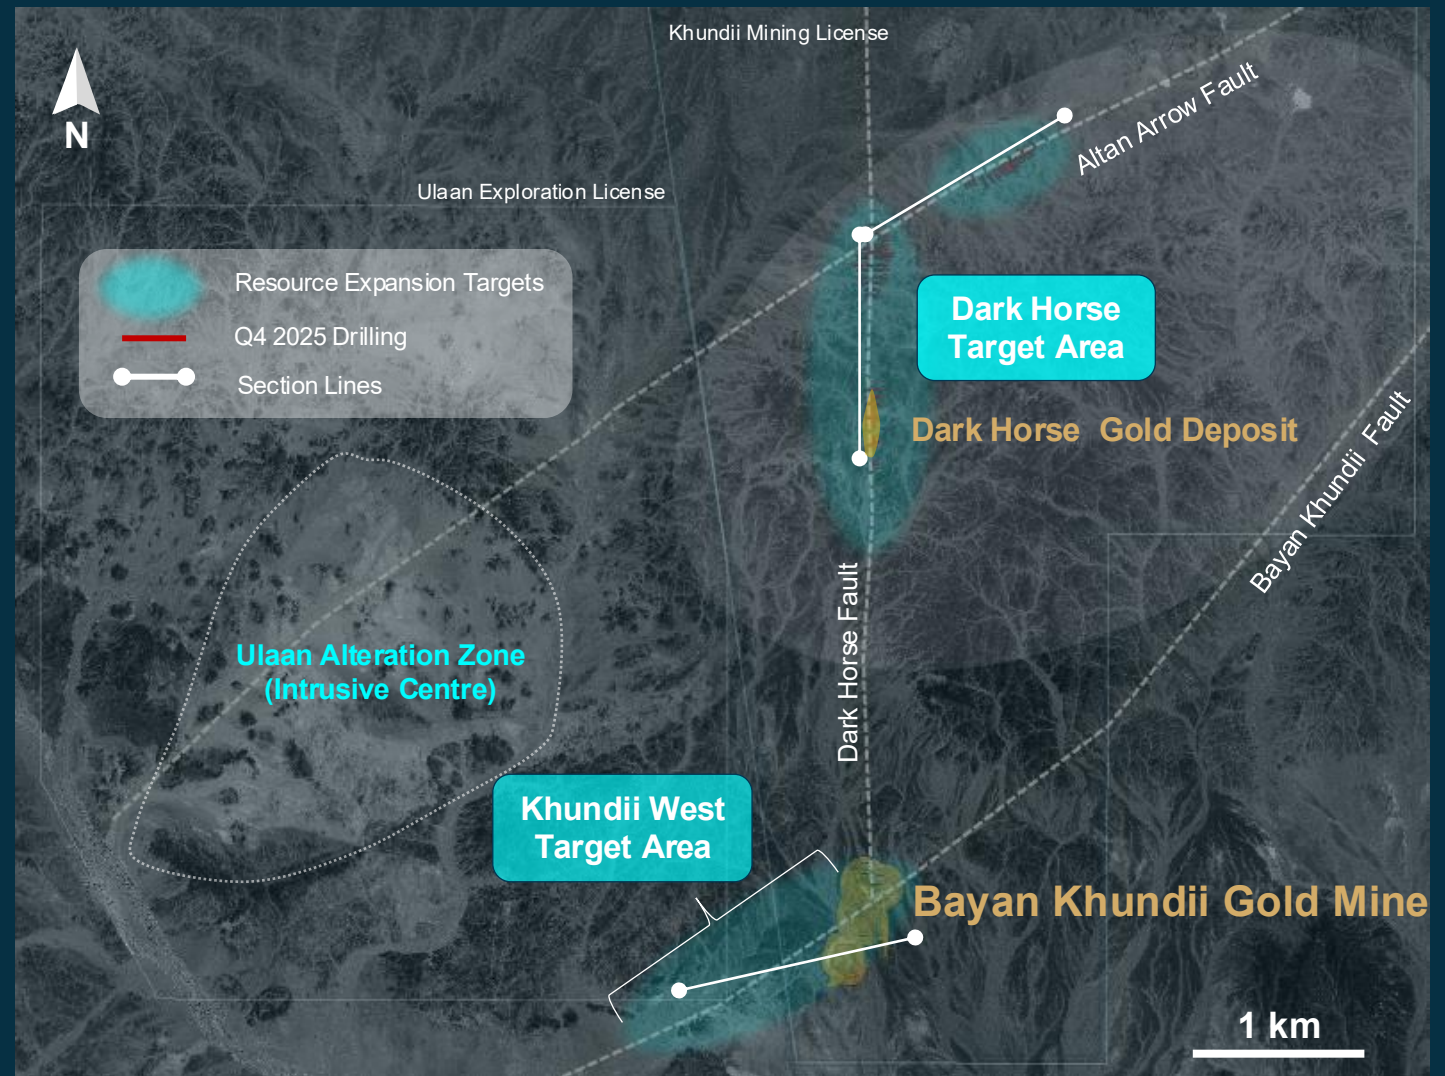 Khundii Mining License
N
Altan Arrow Fault
Ulaan Exploration License
Resource Expansion Targets
Q4 2025 Drilling
Section Lines
Dark Horse
Target Area
Dark Horse Gold Deposit
Bayan Khundii Fault
Dark Horse Fault
Ulaan Alteration Zone
(Intrusive Centre)
Khundii West
Target Area
Bayan Khundii Gold Mine
1 km